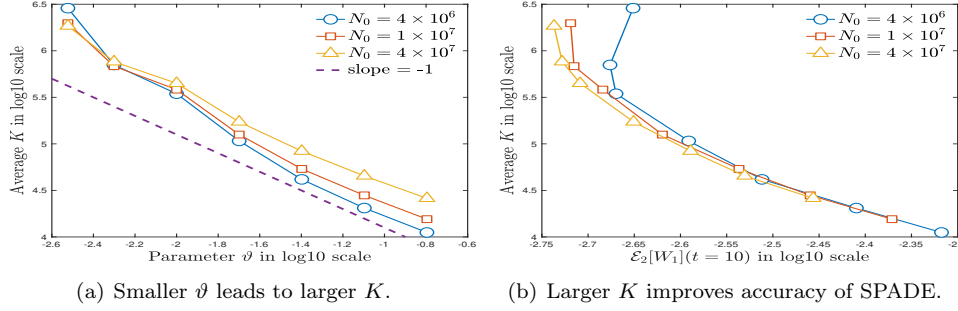 6.5
6
5.5
5
4.5
4
Average K in log10 scale
N₀ = 4 × 10⁶
N₀ = 1 × 10⁷
N₀ = 4 × 10⁷
slope = -1
-2.6 -2.4 -2.2 -2 -1.8 -1.6 -1.4 -1.2 -1 -0.8 -0.6
Parameter ϑ in log10 scale
(a) Smaller ϑ leads to larger K.
6.5
6
5.5
5
4.5
4
Average K in log10 scale
N₀ = 4 × 10⁶
N₀ = 1 × 10⁷
N₀ = 4 × 10⁷
-2.75 -2.7 -2.65 -2.6 -2.55 -2.5 -2.45 -2.4 -2.35 -2
ℰ₂[W₁](t = 10) in log10 scale
(b) Larger K improves accuracy of SPADE.